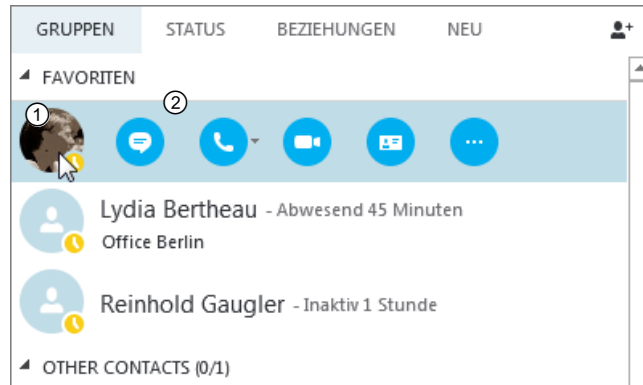 GRUPPEN STATUS BEZIEHUNGEN NEU
FAVORITEN
1 2
Lydia Bertheau - Abwesend 45 Minuten
Office Berlin
Reinhold Gaugler - Inaktiv 1 Stunde
OTHER CONTACTS (0/1)